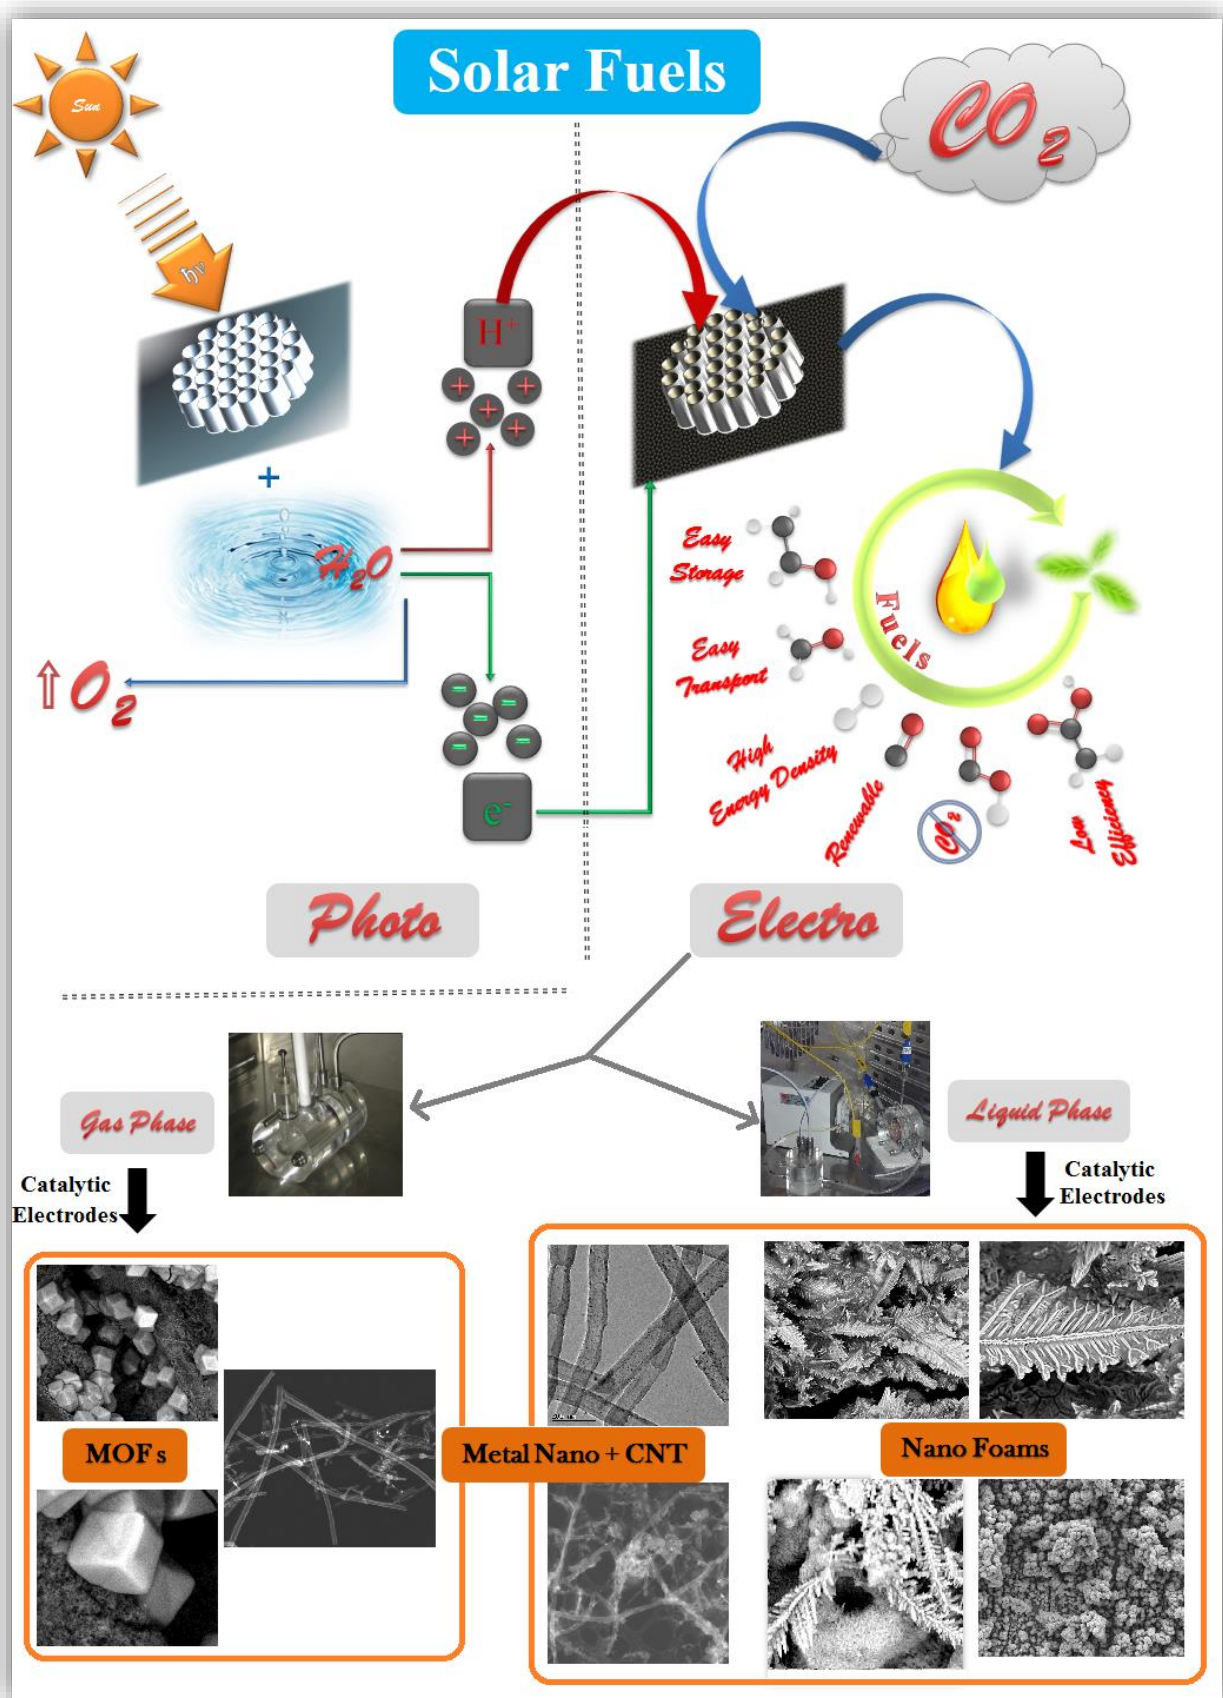 Solar Fuels
Sun
CO2
ħν
H+
+
+
+
+
+
+
H2O
Easy
Storage
Fuels
Easy
Transport
↑O2
−
−
−
−
−
High
Energy Density
Renewable
CO2
Low
Efficiency
e-
Photo
Electro
Gas Phase
Liquid Phase
Catalytic
Electrodes
Catalytic
Electrodes
MOFs
Metal Nano + CNT
Nano Foams